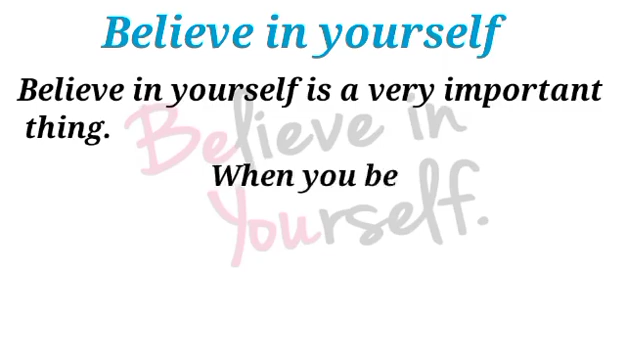 Believe in yourself
Believe in yourself is a very important
thing.
When you be
Believe in
Yourself.